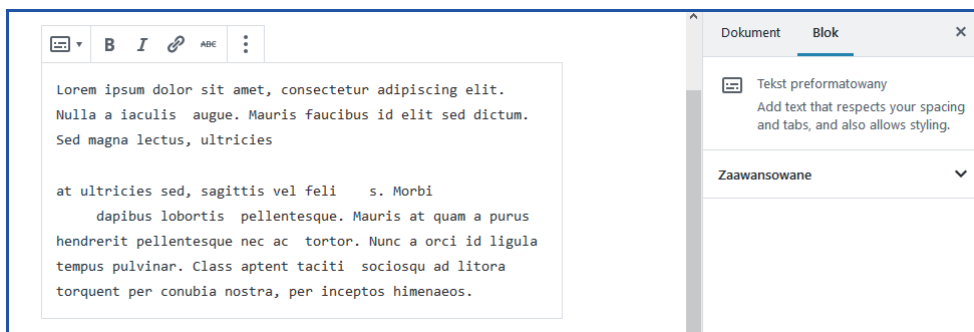 B I ABE
Lorem ipsum dolor sit amet, consectetur adipiscing elit.
Nulla a iaculis  augue. Mauris faucibus id elit sed dictum.
Sed magna lectus, ultricies
at ultricies sed, sagittis vel feli    s. Morbi
     dapibus lobortis  pellentesque. Mauris at quam a purus
hendrerit pellentesque nec ac  tortor. Nunc a orci id ligula
tempus pulvinar. Class aptent taciti  sociosqu ad litora
torquent per conubia nostra, per inceptos himenaeos.
Dokument Blok
Tekst preformatowany
Add text that respects your spacing
and tabs, and also allows styling.
Zaawansowane